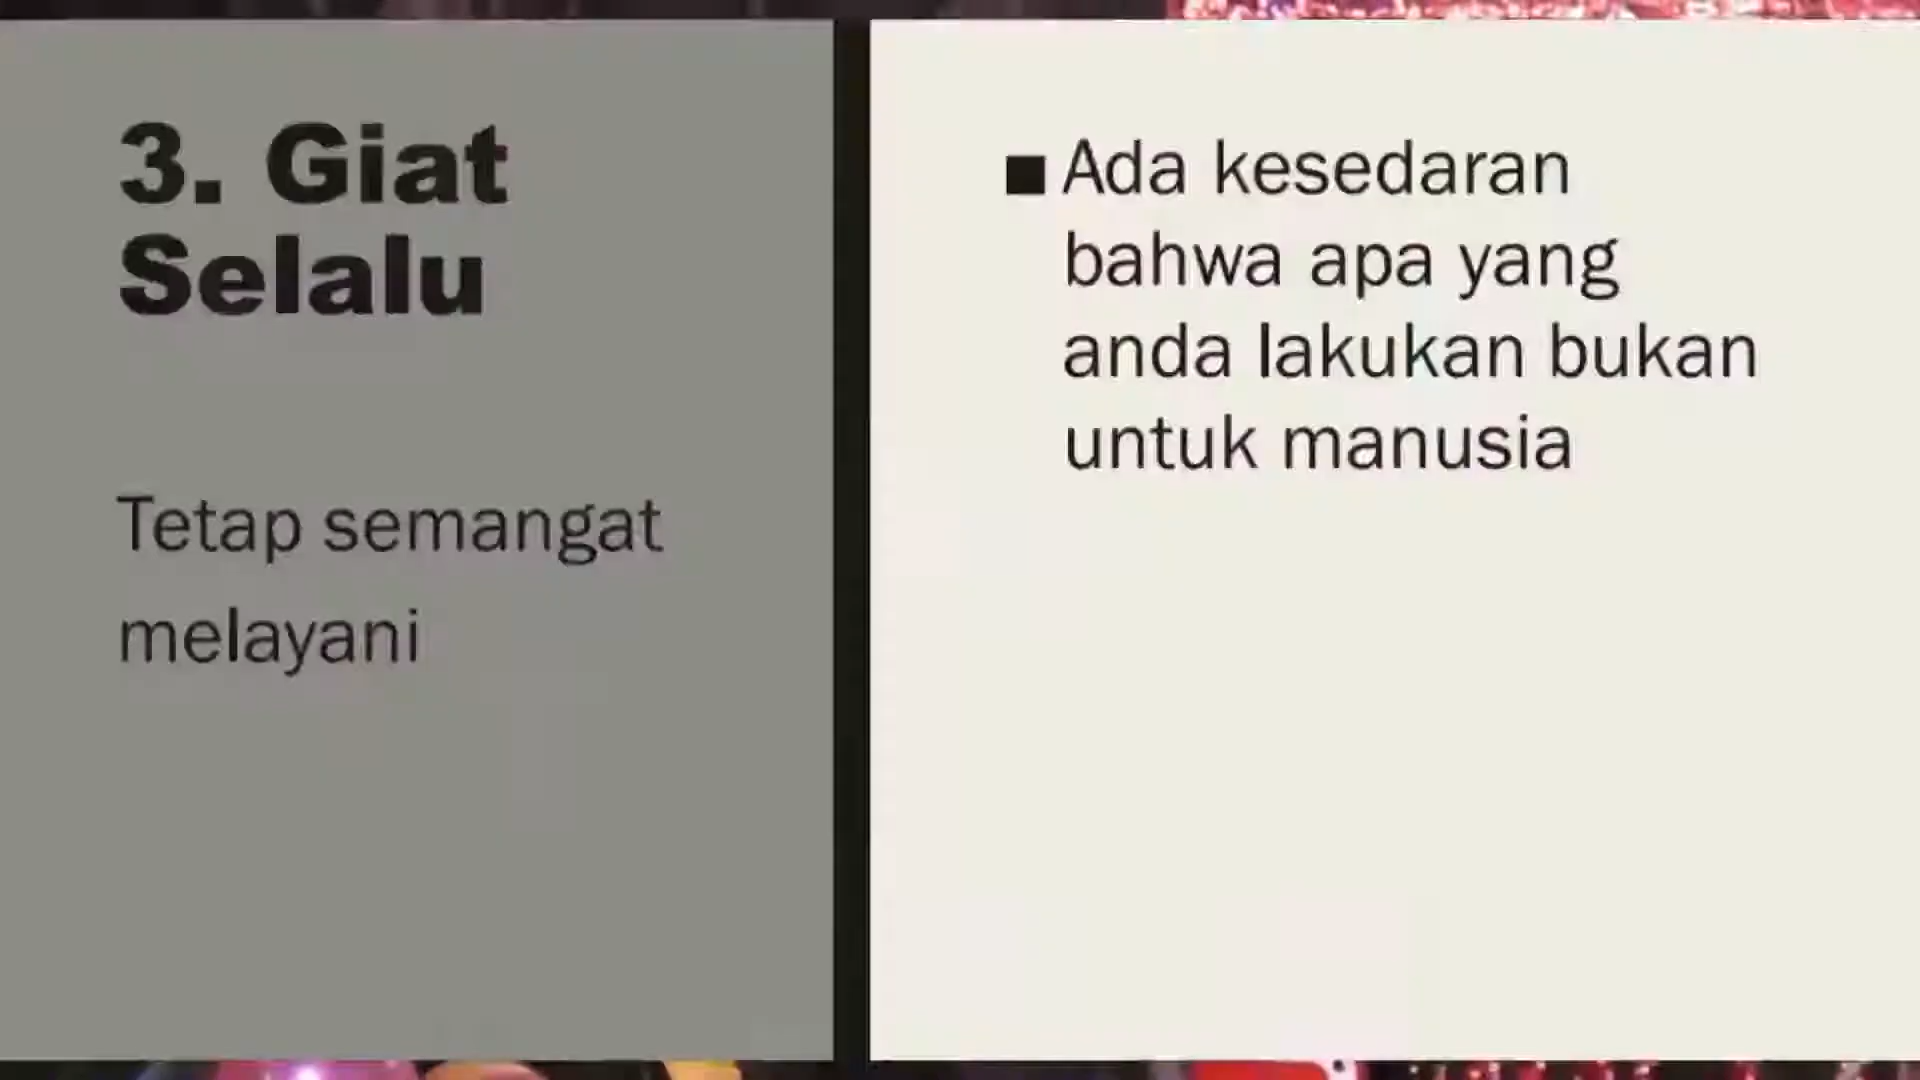 3. Giat
Selalu
Tetap semangat
melayani
■ Ada kesedaran
bahwa apa yang
anda lakukan bukan
untuk manusia